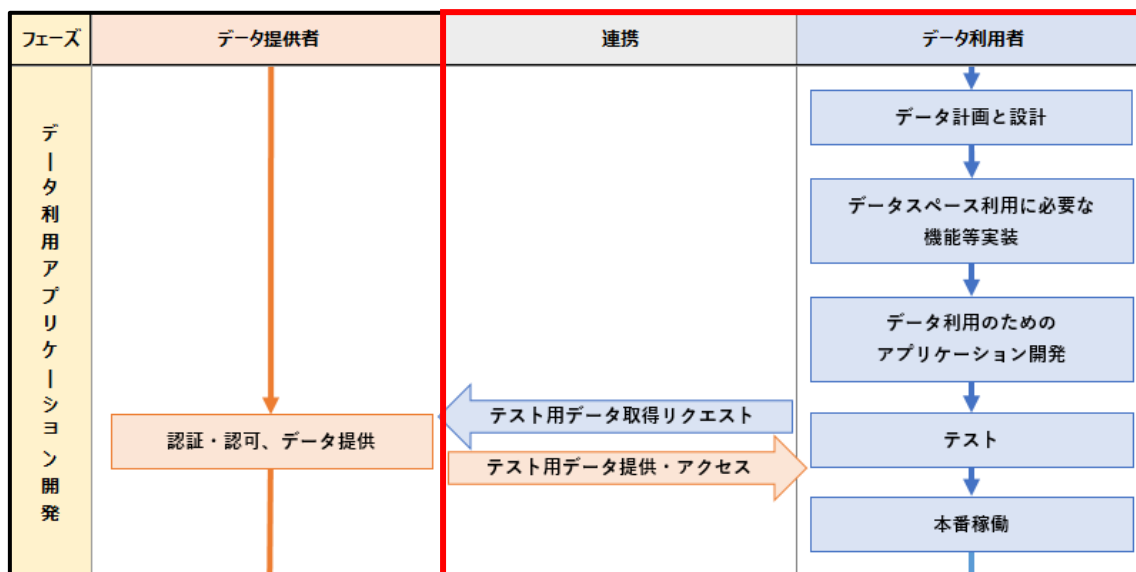 フェーズ
データ提供者
連携
データ利用者
データ利用アプリケーション開発
データ計画と設計
データスペース利用に必要な
機能等実装
データ利用のための
アプリケーション開発
テスト用データ取得リクエスト
認証・認可、データ提供
テスト
テスト用データ提供・アクセス
本番稼働